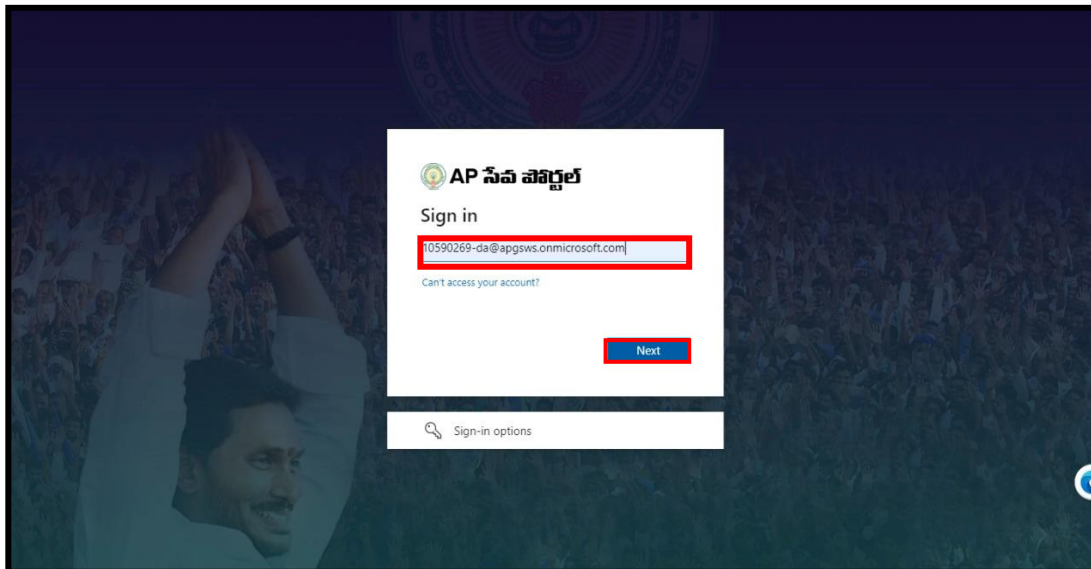 AP సేవ పోర్టల్
Sign in
10590269-da@apgsws.onmicrosoft.com
Can't access your account?
Next
Sign-in options